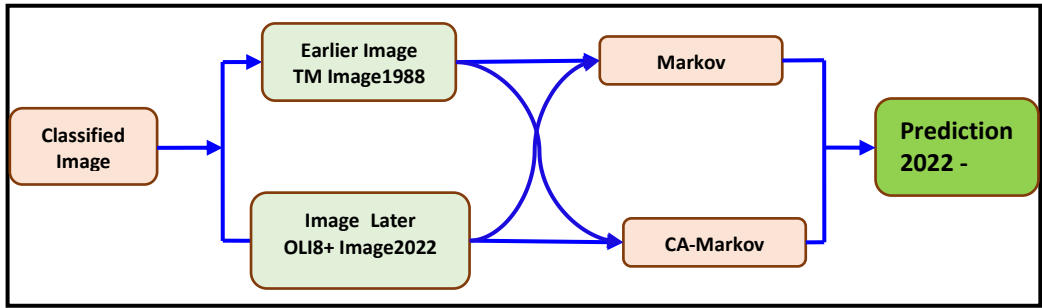 Classified
Image
Earlier Image
TM Image1988
Image Later
OLI8+ Image2022
Markov
CA-Markov
Prediction
2022 -